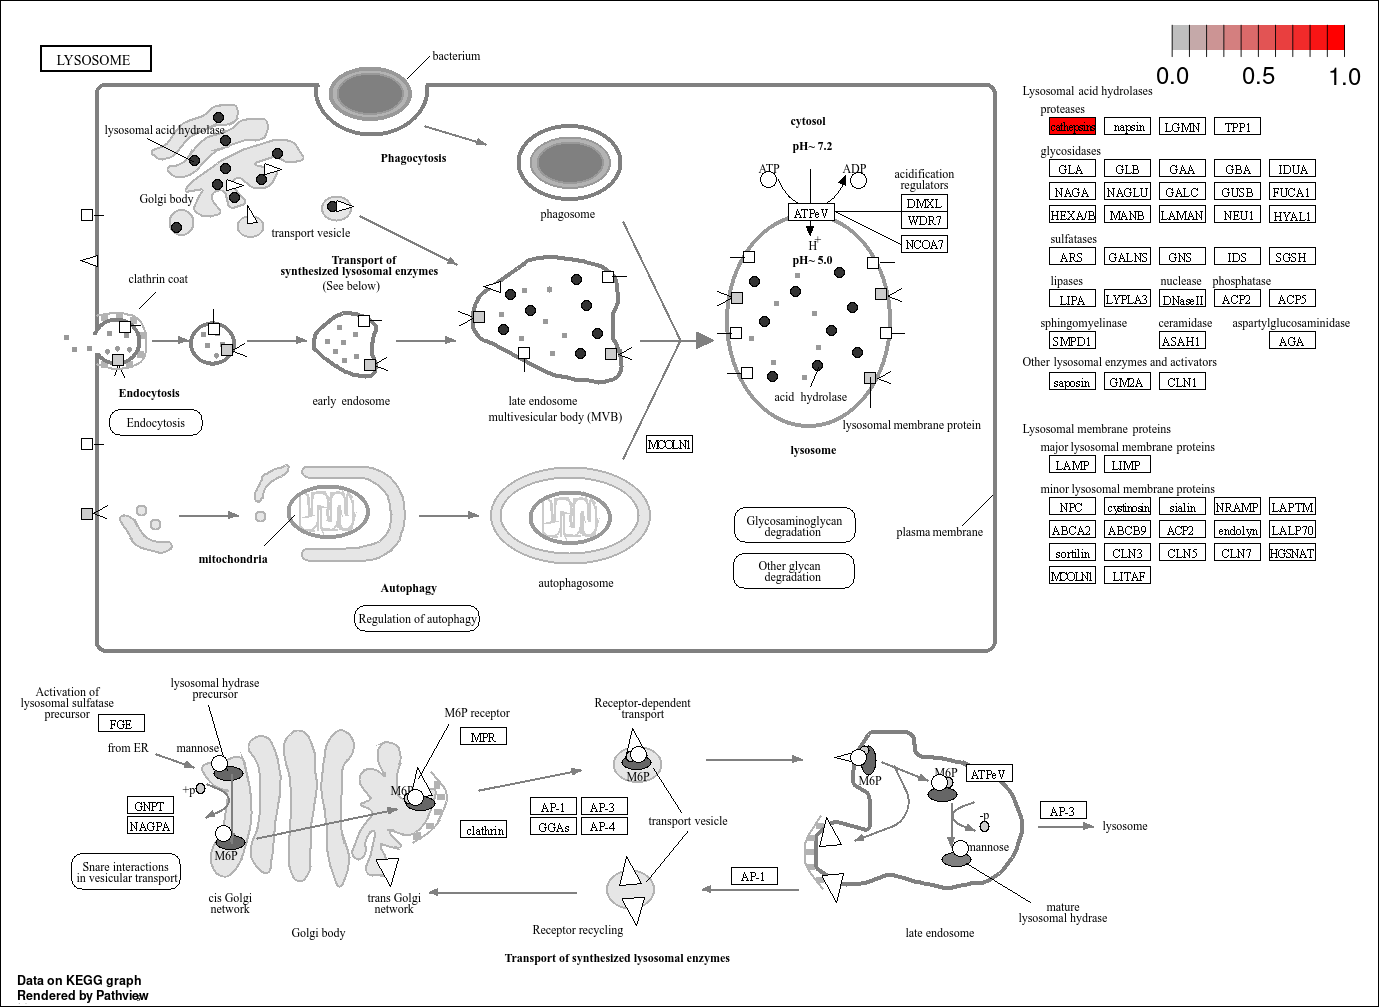 LYSOSOME
bacterium
0.0 0.5 1.0
lysosomal acid hydrolase
Phagocytosis
Golgi body
transport vesicle
phagosome
cytosol
pH~ 7.2
ATP ADP
ATPeV
H+
pH~ 5.0
acidification
regulators
DMXL
WDR7
NCOA7
Transport of
synthesized lysosomal enzymes
(See below)
clathrin coat
Endocytosis
Endocytosis
early endosome
late endosome
multivesicular body (MVB)
MCOLN1
acid hydrolase
lysosomal membrane protein
lysosome
mitochondria
Autophagy
Regulation of autophagy
autophagosome
Glycosaminoglycan
degradation
Other glycan
degradation
plasma membrane
Lysosomal acid hydrolases
proteases
cathepsins napsin LGMN TPP1
glycosidases
GLA GLB GAA GBA IDUA
NAGA NAGLU GALC GUSB FUCA1
HEXA/B MANB LAMAN NEU1 HYAL1
sulfatases
ARS GALNS GNS IDS SGSH
lipases nuclease phosphatase
LIPA LYPLA3 DNaseII ACP2 ACP5
sphingomyelinase ceramidase aspartylglucosaminidase
SMPD1 ASAH1 AGA
Other lysosomal enzymes and activators
saposin GM2A CLN1
Lysosomal membrane proteins
major lysosomal membrane proteins
LAMP LIMP
minor lysosomal membrane proteins
NPC cystinosin sialin NRAMP LAPTM
ABCA2 ABCB9 ACP2 endolyn LALP70
sortilin CLN3 CLN5 CLN7 HGSNAT
MCOLN1 LITAF
Activation of
lysosomal sulfatase
precursor
FGE
lysosomal hydrase
precursor
from ER
mannose
+p
GNPT
NAGPA
M6P
Snare interactions
in vesicular transport
cis Golgi
network
Golgi body
trans Golgi
network
M6P receptor
MPR
M6P
clathrin
AP-1 AP-3
GGAs AP-4
Receptor-dependent
transport
M6P
transport vesicle
Receptor recycling
AP-1
M6P
M6P
ATPeV
-p
mannose
AP-3
lysosome
mature
lysosomal hydrase
late endosome
Transport of synthesized lysosomal enzymes
Data on KEGG graph
Rendered by Pathview